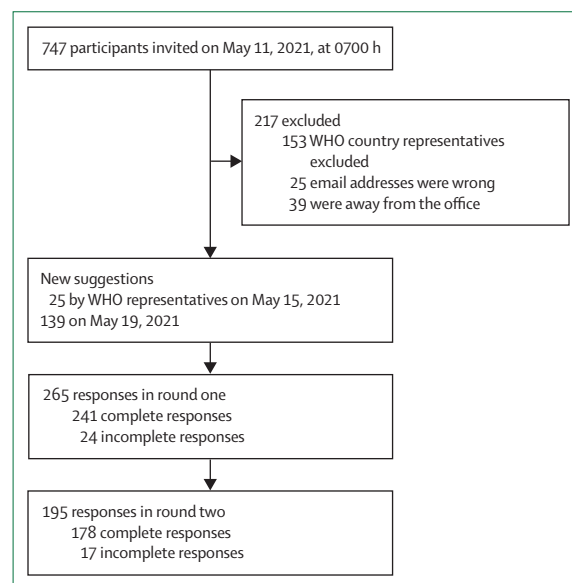 747 participants invited on May 11, 2021, at 0700 h
217 excluded
153 WHO country representatives
excluded
25 email addresses were wrong
39 were away from the office
New suggestions
25 by WHO representatives on May 15, 2021
139 on May 19, 2021
265 responses in round one
241 complete responses
24 incomplete responses
195 responses in round two
178 complete responses
17 incomplete responses